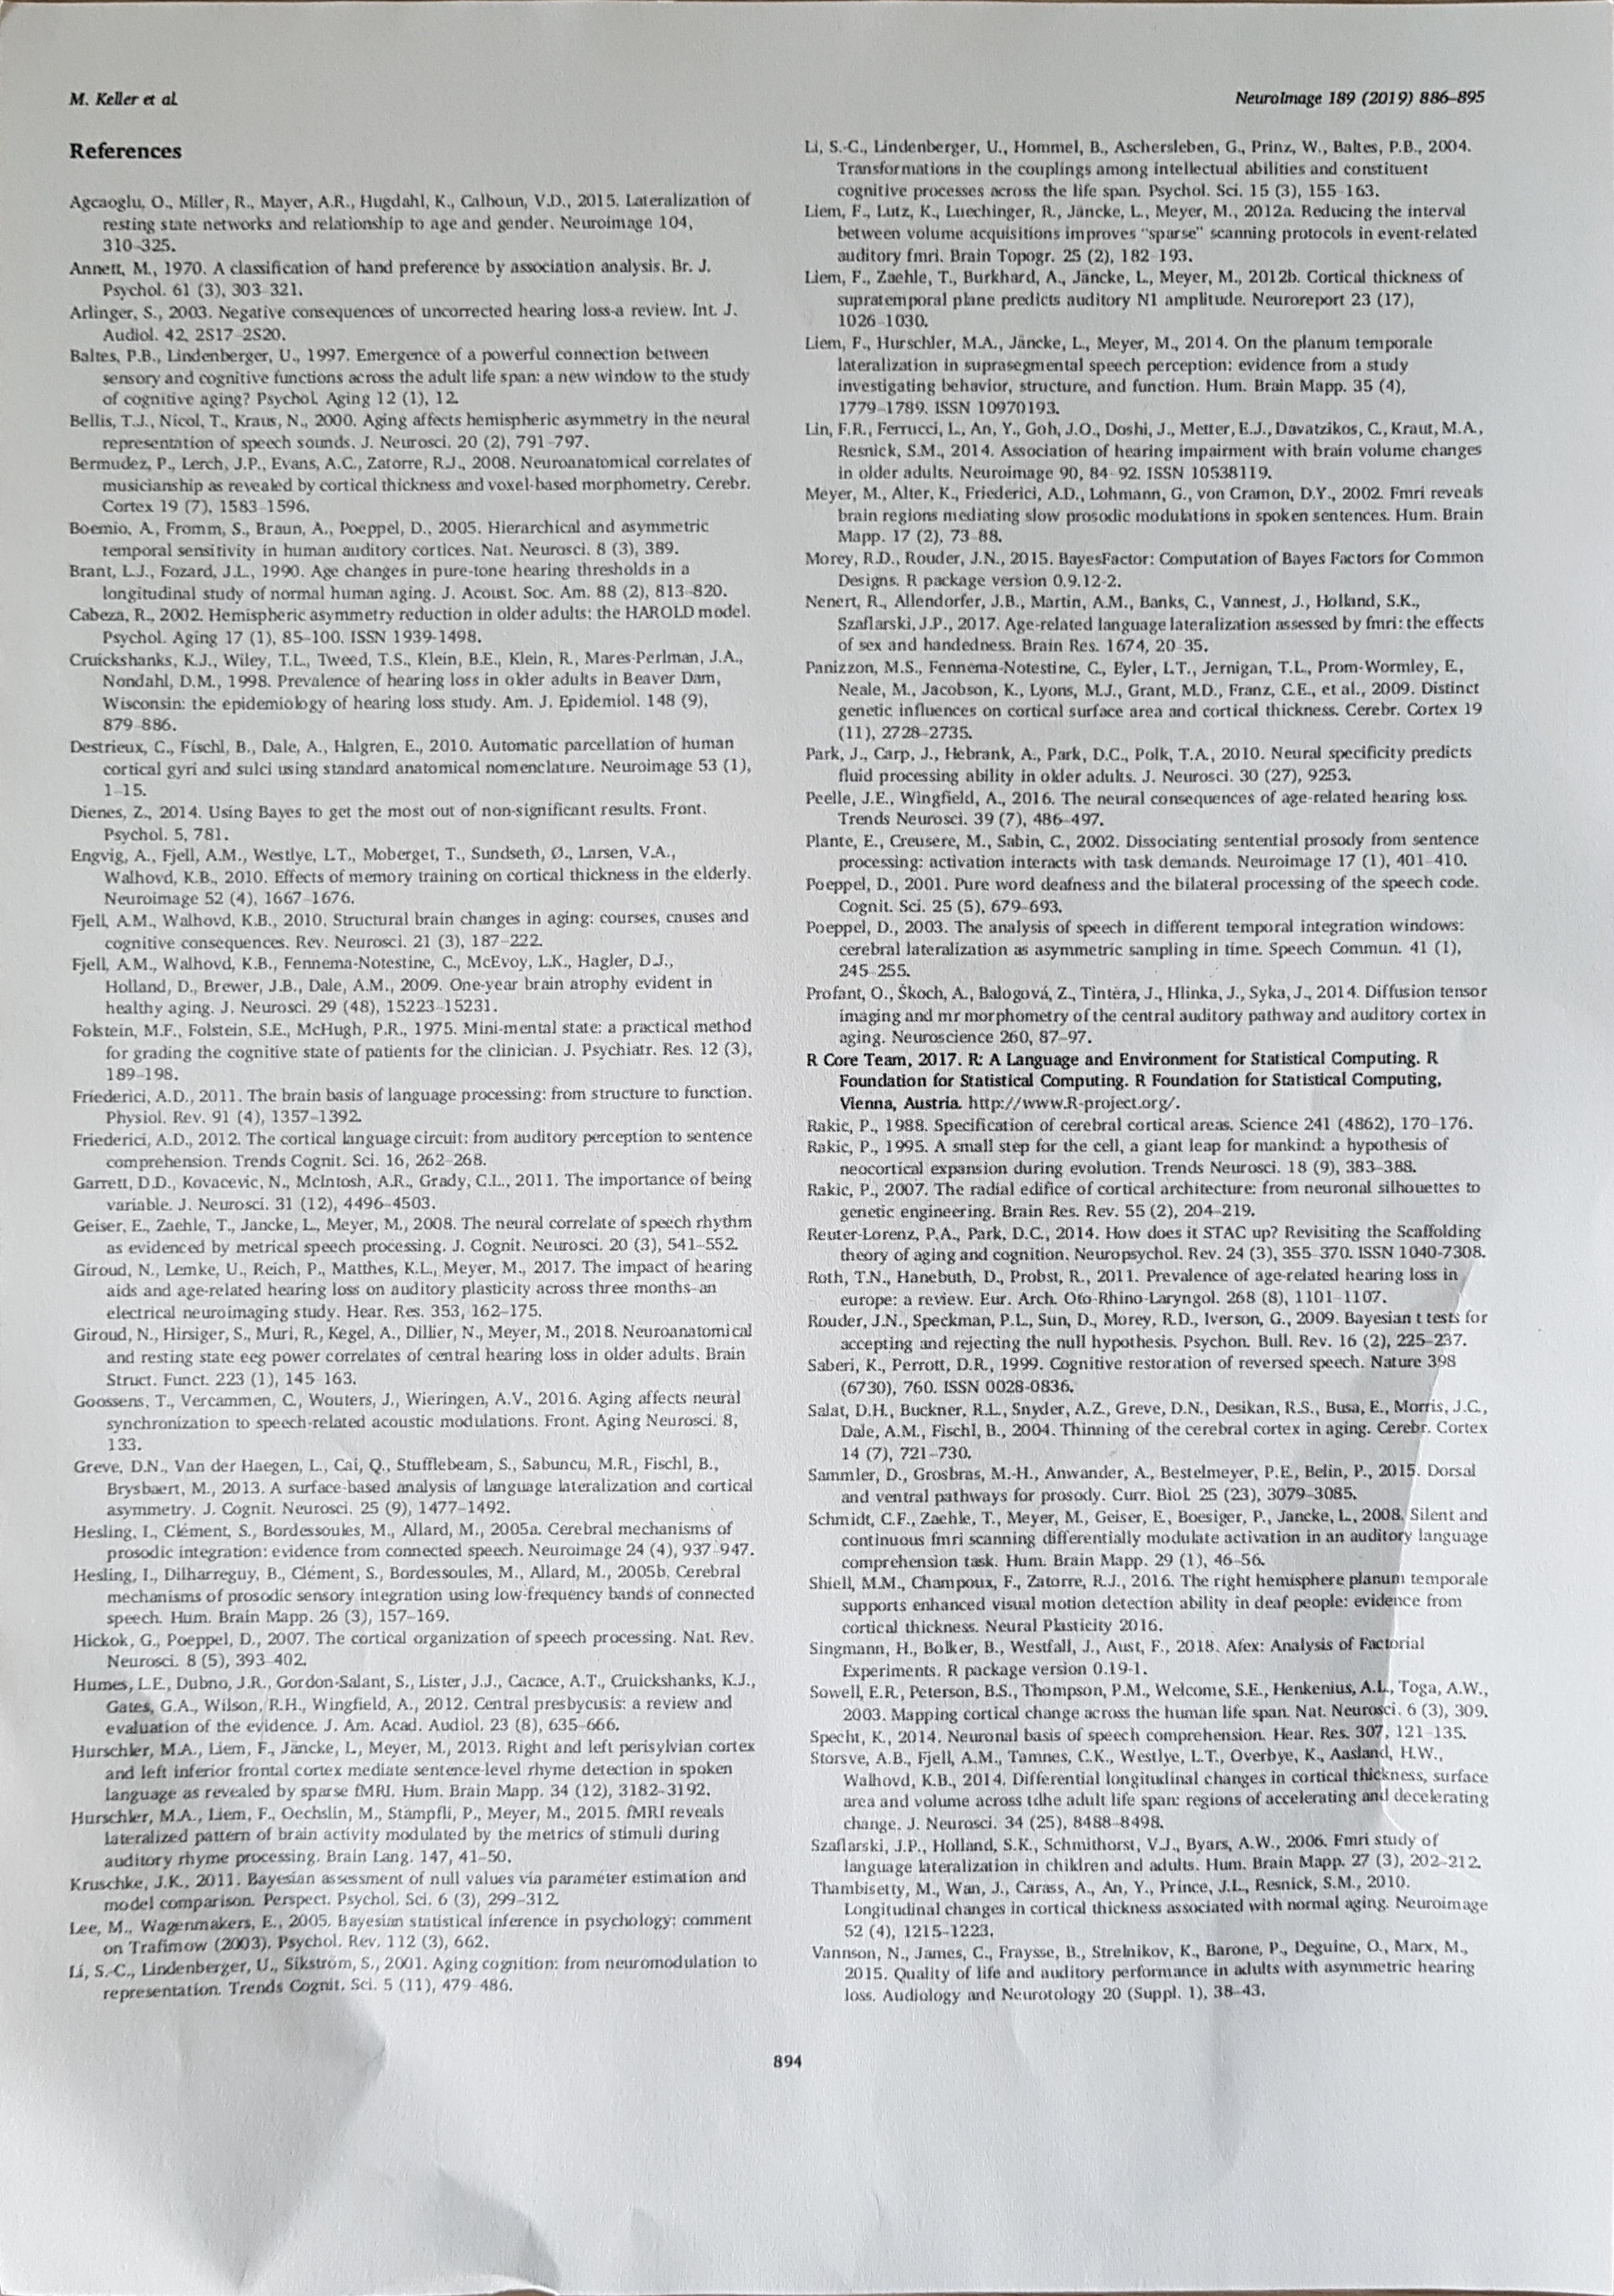 M. Keller et al.
NeuroImage 189 (2019) 886–895
References
Agcaoglu, O., Miller, R., Mayer, A.R., Hugdahl, K., Calhoun, V.D., 2015. Lateralization of
resting state networks and relationship to age and gender. Neuroimage 104,
310–325.
Annett, M., 1970. A classification of hand preference by association analysis. Br. J.
Psychol. 61 (3), 303–321.
Arlinger, S., 2003. Negative consequences of uncorrected hearing loss-a review. Int. J.
Audiol. 42, 2S17–2S20.
Baltes, P.B., Lindenberger, U., 1997. Emergence of a powerful connection between
sensory and cognitive functions across the adult life span: a new window to the study
of cognitive aging? Psychol. Aging 12 (1), 12.
Bellis, T.J., Nicol, T., Kraus, N., 2000. Aging affects hemispheric asymmetry in the neural
representation of speech sounds. J. Neurosci. 20 (2), 791–797.
Bermudez, P., Lerch, J.P., Evans, A.C., Zatorre, R.J., 2008. Neuroanatomical correlates of
musicianship as revealed by cortical thickness and voxel-based morphometry. Cerebr.
Cortex 19 (7), 1583–1596.
Boemio, A., Fromm, S., Braun, A., Poeppel, D., 2005. Hierarchical and asymmetric
temporal sensitivity in human auditory cortices. Nat. Neurosci. 8 (3), 389.
Brant, L.J., Fozard, J.L., 1990. Age changes in pure-tone hearing thresholds in a
longitudinal study of normal human aging. J. Acoust. Soc. Am. 88 (2), 813–820.
Cabeza, R., 2002. Hemispheric asymmetry reduction in older adults: the HAROLD model.
Psychol. Aging 17 (1), 85–100. ISSN 1939-1498.
Cruickshanks, K.J., Wiley, T.L., Tweed, T.S., Klein, B.E., Klein, R., Mares-Perlman, J.A.,
Nondahl, D.M., 1998. Prevalence of hearing loss in older adults in Beaver Dam,
Wisconsin: the epidemiology of hearing loss study. Am. J. Epidemiol. 148 (9),
879–886.
Destrieux, C., Fischl, B., Dale, A., Halgren, E., 2010. Automatic parcellation of human
cortical gyri and sulci using standard anatomical nomenclature. Neuroimage 53 (1),
1–15.
Dienes, Z., 2014. Using Bayes to get the most out of non-significant results. Front.
Psychol. 5, 781.
Engvig, A., Fjell, A.M., Westlye, L.T., Moberget, T., Sundseth, Ø., Larsen, V.A.,
Walhovd, K.B., 2010. Effects of memory training on cortical thickness in the elderly.
Neuroimage 52 (4), 1667–1676.
Fjell, A.M., Walhovd, K.B., 2010. Structural brain changes in aging: courses, causes and
cognitive consequences. Rev. Neurosci. 21 (3), 187–222.
Fjell, A.M., Walhovd, K.B., Fennema-Notestine, C., McEvoy, L.K., Hagler, D.J.,
Holland, D., Brewer, J.B., Dale, A.M., 2009. One-year brain atrophy evident in
healthy aging. J. Neurosci. 29 (48), 15223–15231.
Folstein, M.F., Folstein, S.E., McHugh, P.R., 1975. Mini-mental state: a practical method
for grading the cognitive state of patients for the clinician. J. Psychiatr. Res. 12 (3),
189–198.
Friederici, A.D., 2011. The brain basis of language processing: from structure to function.
Physiol. Rev. 91 (4), 1357–1392.
Friederici, A.D., 2012. The cortical language circuit: from auditory perception to sentence
comprehension. Trends Cognit. Sci. 16, 262–268.
Garrett, D.D., Kovacevic, N., McIntosh, A.R., Grady, C.L., 2011. The importance of being
variable. J. Neurosci. 31 (12), 4496–4503.
Geiser, E., Zaehle, T., Jancke, L., Meyer, M., 2008. The neural correlate of speech rhythm
as evidenced by metrical speech processing. J. Cognit. Neurosci. 20 (3), 541–552.
Giroud, N., Lemke, U., Reich, P., Matthes, K.L., Meyer, M., 2017. The impact of hearing
aids and age-related hearing loss on auditory plasticity across three months–an
electrical neuroimaging study. Hear. Res. 353, 162–175.
Giroud, N., Hirsiger, S., Muri, R., Kegel, A., Dillier, N., Meyer, M., 2018. Neuroanatomical
and resting state eeg power correlates of central hearing loss in older adults. Brain
Struct. Funct. 223 (1), 145–163.
Goossens, T., Vercammen, C., Wouters, J., Wieringen, A.V., 2016. Aging affects neural
synchronization to speech-related acoustic modulations. Front. Aging Neurosci. 8,
133.
Greve, D.N., Van der Haegen, L., Cai, Q., Stufflebeam, S., Sabuncu, M.R., Fischl, B.,
Brysbaert, M., 2013. A surface-based analysis of language lateralization and cortical
asymmetry. J. Cognit. Neurosci. 25 (9), 1477–1492.
Hesling, I., Clément, S., Bordessoules, M., Allard, M., 2005a. Cerebral mechanisms of
prosodic integration: evidence from connected speech. Neuroimage 24 (4), 937–947.
Hesling, I., Dilharreguy, B., Clément, S., Bordessoules, M., Allard, M., 2005b. Cerebral
mechanisms of prosodic sensory integration using low-frequency bands of connected
speech. Hum. Brain Mapp. 26 (3), 157–169.
Hickok, G., Poeppel, D., 2007. The cortical organization of speech processing. Nat. Rev.
Neurosci. 8 (5), 393–402.
Humes, L.E., Dubno, J.R., Gordon-Salant, S., Lister, J.J., Cacace, A.T., Cruickshanks, K.J.,
Gates, G.A., Wilson, R.H., Wingfield, A., 2012. Central presbycusis: a review and
evaluation of the evidence. J. Am. Acad. Audiol. 23 (8), 635–666.
Hurschler, M.A., Liem, F., Jäncke, L., Meyer, M., 2013. Right and left perisylvian cortex
and left inferior frontal cortex mediate sentence-level rhyme detection in spoken
language as revealed by sparse fMRI. Hum. Brain Mapp. 34 (12), 3182–3192.
Hurschler, M.A., Liem, F., Oechslin, M., Stämpfli, P., Meyer, M., 2015. fMRI reveals
lateralized pattern of brain activity modulated by the metrics of stimuli during
auditory rhyme processing. Brain Lang. 147, 41–50.
Kruschke, J.K., 2011. Bayesian assessment of null values via parameter estimation and
model comparison. Perspect. Psychol. Sci. 6 (3), 299–312.
Lee, M., Wagenmakers, E., 2005. Bayesian statistical inference in psychology: comment
on Trafimow (2003). Psychol. Rev. 112 (3), 662.
Li, S.-C., Lindenberger, U., Sikström, S., 2001. Aging cognition: from neuromodulation to
representation. Trends Cognit. Sci. 5 (11), 479–486.
Li, S.-C., Lindenberger, U., Hommel, B., Aschersleben, G., Prinz, W., Baltes, P.B., 2004.
Transformations in the couplings among intellectual abilities and constituent
cognitive processes across the life span. Psychol. Sci. 15 (3), 155–163.
Liem, F., Lutz, K., Luechinger, R., Jäncke, L., Meyer, M., 2012a. Reducing the interval
between volume acquisitions improves "sparse" scanning protocols in event-related
auditory fmri. Brain Topogr. 25 (2), 182–193.
Liem, F., Zaehle, T., Burkhard, A., Jäncke, L., Meyer, M., 2012b. Cortical thickness of
supratemporal plane predicts auditory N1 amplitude. Neuroreport 23 (17),
1026–1030.
Liem, F., Hurschler, M.A., Jäncke, L., Meyer, M., 2014. On the planum temporale
lateralization in suprasegmental speech perception: evidence from a study
investigating behavior, structure, and function. Hum. Brain Mapp. 35 (4),
1779–1789. ISSN 10970193.
Lin, F.R., Ferrucci, L., An, Y., Goh, J.O., Doshi, J., Metter, E.J., Davatzikos, C., Kraut, M.A.,
Resnick, S.M., 2014. Association of hearing impairment with brain volume changes
in older adults. Neuroimage 90, 84–92. ISSN 10538119.
Meyer, M., Alter, K., Friederici, A.D., Lohmann, G., von Cramon, D.Y., 2002. Fmri reveals
brain regions mediating slow prosodic modulations in spoken sentences. Hum. Brain
Mapp. 17 (2), 73–88.
Morey, R.D., Rouder, J.N., 2015. BayesFactor: Computation of Bayes Factors for Common
Designs. R package version 0.9.12-2.
Nenert, R., Allendorfer, J.B., Martin, A.M., Banks, C., Vannest, J., Holland, S.K.,
Szaflarski, J.P., 2017. Age-related language lateralization assessed by fmri: the effects
of sex and handedness. Brain Res. 1674, 20–35.
Panizzon, M.S., Fennema-Notestine, C., Eyler, L.T., Jernigan, T.L., Prom-Wormley, E.,
Neale, M., Jacobson, K., Lyons, M.J., Grant, M.D., Franz, C.E., et al., 2009. Distinct
genetic influences on cortical surface area and cortical thickness. Cerebr. Cortex 19
(11), 2728–2735.
Park, J., Carp, J., Hebrank, A., Park, D.C., Polk, T.A., 2010. Neural specificity predicts
fluid processing ability in older adults. J. Neurosci. 30 (27), 9253.
Peelle, J.E., Wingfield, A., 2016. The neural consequences of age-related hearing loss.
Trends Neurosci. 39 (7), 486–497.
Plante, E., Creusere, M., Sabin, C., 2002. Dissociating sentential prosody from sentence
processing: activation interacts with task demands. Neuroimage 17 (1), 401–410.
Poeppel, D., 2001. Pure word deafness and the bilateral processing of the speech code.
Cognit. Sci. 25 (5), 679–693.
Poeppel, D., 2003. The analysis of speech in different temporal integration windows:
cerebral lateralization as asymmetric sampling in time. Speech Commun. 41 (1),
245–255.
Profant, O., Škoch, A., Balogová, Z., Tintěra, J., Hlinka, J., Syka, J., 2014. Diffusion tensor
imaging and mr morphometry of the central auditory pathway and auditory cortex in
aging. Neuroscience 260, 87–97.
R Core Team, 2017. R: A Language and Environment for Statistical Computing. R
Foundation for Statistical Computing. R Foundation for Statistical Computing,
Vienna, Austria. http://www.R-project.org/.
Rakic, P., 1988. Specification of cerebral cortical areas. Science 241 (4862), 170–176.
Rakic, P., 1995. A small step for the cell, a giant leap for mankind: a hypothesis of
neocortical expansion during evolution. Trends Neurosci. 18 (9), 383–388.
Rakic, P., 2007. The radial edifice of cortical architecture: from neuronal silhouettes to
genetic engineering. Brain Res. Rev. 55 (2), 204–219.
Reuter-Lorenz, P.A., Park, D.C., 2014. How does it STAC up? Revisiting the Scaffolding
theory of aging and cognition. Neuropsychol. Rev. 24 (3), 355–370. ISSN 1040-7308.
Roth, T.N., Hanebuth, D., Probst, R., 2011. Prevalence of age-related hearing loss in
europe: a review. Eur. Arch. Oto-Rhino-Laryngol. 268 (8), 1101–1107.
Rouder, J.N., Speckman, P.L., Sun, D., Morey, R.D., Iverson, G., 2009. Bayesian t tests for
accepting and rejecting the null hypothesis. Psychon. Bull. Rev. 16 (2), 225–237.
Saberi, K., Perrott, D.R., 1999. Cognitive restoration of reversed speech. Nature 398
(6730), 760. ISSN 0028-0836.
Salat, D.H., Buckner, R.L., Snyder, A.Z., Greve, D.N., Desikan, R.S., Busa, E., Morris, J.C.,
Dale, A.M., Fischl, B., 2004. Thinning of the cerebral cortex in aging. Cerebr. Cortex
14 (7), 721–730.
Sammler, D., Grosbras, M.-H., Anwander, A., Bestelmeyer, P.E., Belin, P., 2015. Dorsal
and ventral pathways for prosody. Curr. Biol. 25 (23), 3079–3085.
Schmidt, C.F., Zaehle, T., Meyer, M., Geiser, E., Boesiger, P., Jancke, L., 2008. Silent and
continuous fmri scanning differentially modulate activation in an auditory language
comprehension task. Hum. Brain Mapp. 29 (1), 46–56.
Shiell, M.M., Champoux, F., Zatorre, R.J., 2016. The right hemisphere planum temporale
supports enhanced visual motion detection ability in deaf people: evidence from
cortical thickness. Neural Plasticity 2016.
Singmann, H., Bolker, B., Westfall, J., Aust, F., 2018. Afex: Analysis of Factorial
Experiments. R package version 0.19-1.
Sowell, E.R., Peterson, B.S., Thompson, P.M., Welcome, S.E., Henkenius, A.L., Toga, A.W.,
2003. Mapping cortical change across the human life span. Nat. Neurosci. 6 (3), 309.
Specht, K., 2014. Neuronal basis of speech comprehension. Hear. Res. 307, 121–135.
Storsve, A.B., Fjell, A.M., Tamnes, C.K., Westlye, L.T., Overbye, K., Aasland, H.W.,
Walhovd, K.B., 2014. Differential longitudinal changes in cortical thickness, surface
area and volume across tdhe adult life span: regions of accelerating and decelerating
change. J. Neurosci. 34 (25), 8488–8498.
Szaflarski, J.P., Holland, S.K., Schmithorst, V.J., Byars, A.W., 2006. Fmri study of
language lateralization in children and adults. Hum. Brain Mapp. 27 (3), 202–212.
Thambisetty, M., Wan, J., Carass, A., An, Y., Prince, J.L., Resnick, S.M., 2010.
Longitudinal changes in cortical thickness associated with normal aging. Neuroimage
52 (4), 1215–1223.
Vannson, N., James, C., Fraysse, B., Strelnikov, K., Barone, P., Deguine, O., Marx, M.,
2015. Quality of life and auditory performance in adults with asymmetric hearing
loss. Audiology and Neurotology 20 (Suppl. 1), 38–43.
894